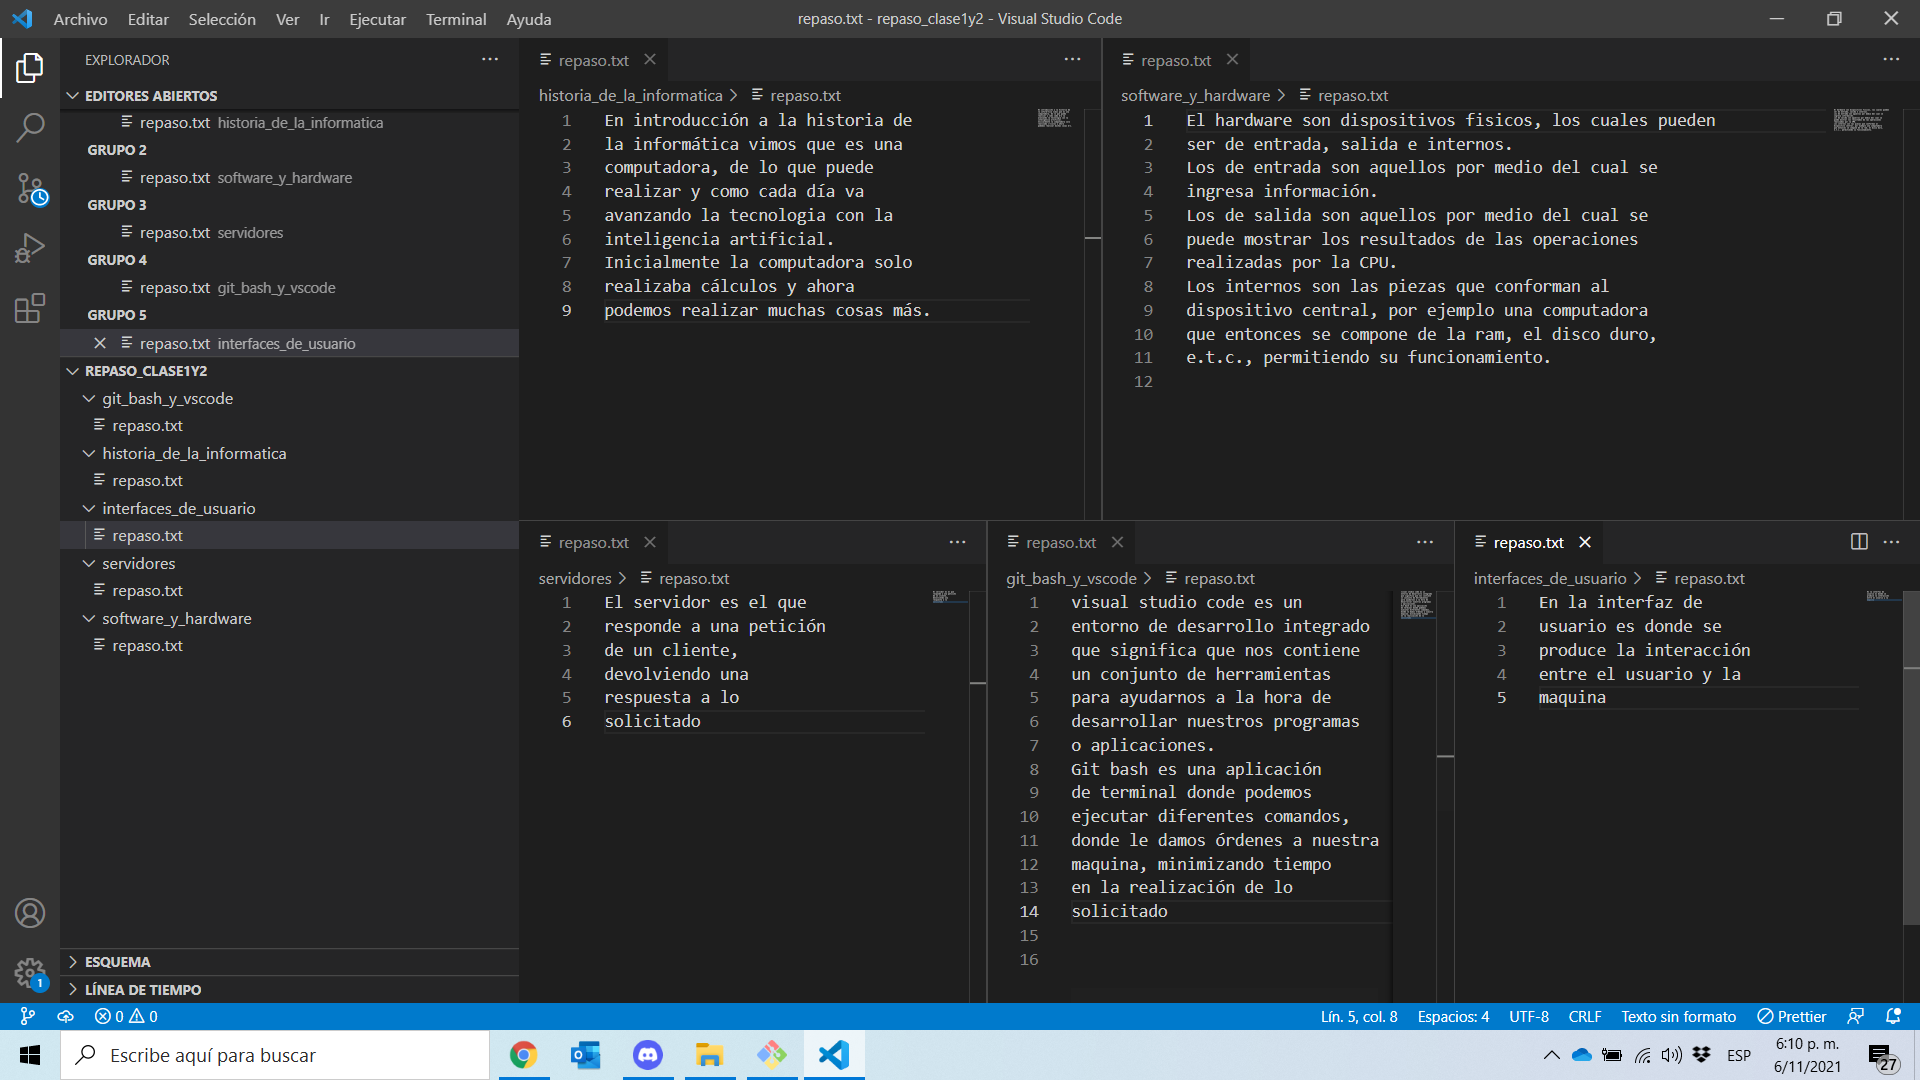 Archivo Editar Selección Ver Ir Ejecutar Terminal Ayuda
repaso.txt - repaso_clase1y2 - Visual Studio Code
EXPLORADOR
EDITORES ABIERTOS
repaso.txt historia_de_la_informatica
GRUPO 2
repaso.txt software_y_hardware
GRUPO 3
repaso.txt servidores
GRUPO 4
repaso.txt git_bash_y_vscode
GRUPO 5
repaso.txt interfaces_de_usuario
REPASO_CLASE1Y2
git_bash_y_vscode
repaso.txt
historia_de_la_informatica
repaso.txt
interfaces_de_usuario
repaso.txt
servidores
repaso.txt
software_y_hardware
repaso.txt
ESQUEMA
LÍNEA DE TIEMPO
repaso.txt
historia_de_la_informatica > repaso.txt
1 En introducción a la historia de
2 la informática vimos que es una
3 computadora, de lo que puede
4 realizar y como cada día va
5 avanzando la tecnologia con la
6 inteligencia artificial.
7 Inicialmente la computadora solo
8 realizaba cálculos y ahora
9 podemos realizar muchas cosas más.
repaso.txt
software_y_hardware > repaso.txt
1 El hardware son dispositivos fisicos, los cuales pueden
2 ser de entrada, salida e internos.
3 Los de entrada son aquellos por medio del cual se
4 ingresa información.
5 Los de salida son aquellos por medio del cual se
6 puede mostrar los resultados de las operaciones
7 realizadas por la CPU.
8 Los internos son las piezas que conforman al
9 dispositivo central, por ejemplo una computadora
10 que entonces se compone de la ram, el disco duro,
11 e.t.c., permitiendo su funcionamiento.
12
repaso.txt
servidores > repaso.txt
1 El servidor es el que
2 responde a una petición
3 de un cliente,
4 devolviendo una
5 respuesta a lo
6 solicitado
repaso.txt
git_bash_y_vscode > repaso.txt
1 visual studio code es un
2 entorno de desarrollo integrado
3 que significa que nos contiene
4 un conjunto de herramientas
5 para ayudarnos a la hora de
6 desarrollar nuestros programas
7 o aplicaciones.
8 Git bash es una aplicación
9 de terminal donde podemos
10 ejecutar diferentes comandos,
11 donde le damos órdenes a nuestra
12 maquina, minimizando tiempo
13 en la realización de lo
14 solicitado
15
16
repaso.txt
interfaces_de_usuario > repaso.txt
1 En la interfaz de
2 usuario es donde se
3 produce la interacción
4 entre el usuario y la
5 maquina
1
0 0
Lín. 5, col. 8 Espacios: 4 UTF-8 CRLF Texto sin formato Prettier
Escribe aquí para buscar
ESP
6:10 p. m.
6/11/2021
27